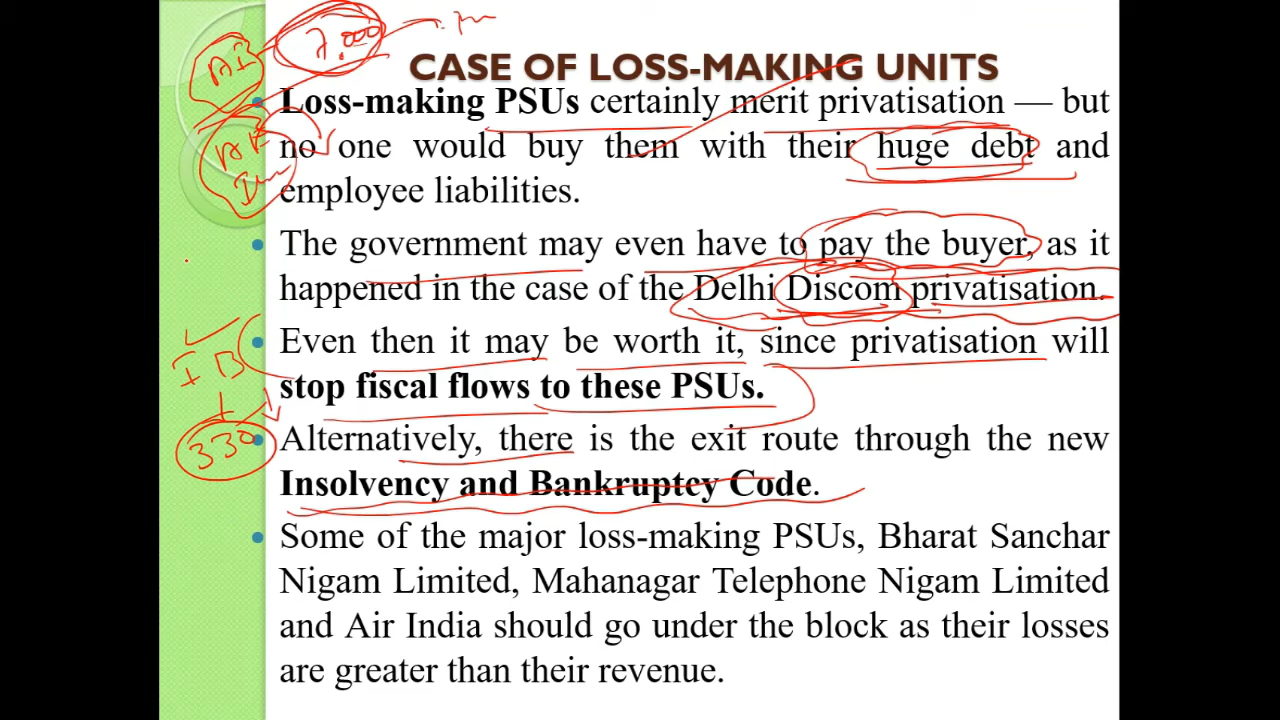 AI
7000
CASE OF LOSS-MAKING UNITS
Loss-making PSUs certainly merit privatisation — but
no one would buy them with their huge debt and
employee liabilities.
The government may even have to pay the buyer, as it
happened in the case of the Delhi Discom privatisation.
Even then it may be worth it, since privatisation will
stop fiscal flows to these PSUs.
Alternatively, there is the exit route through the new
Insolvency and Bankruptcy Code.
Some of the major loss-making PSUs, Bharat Sanchar
Nigam Limited, Mahanagar Telephone Nigam Limited
and Air India should go under the block as their losses
are greater than their revenue.
I B
330